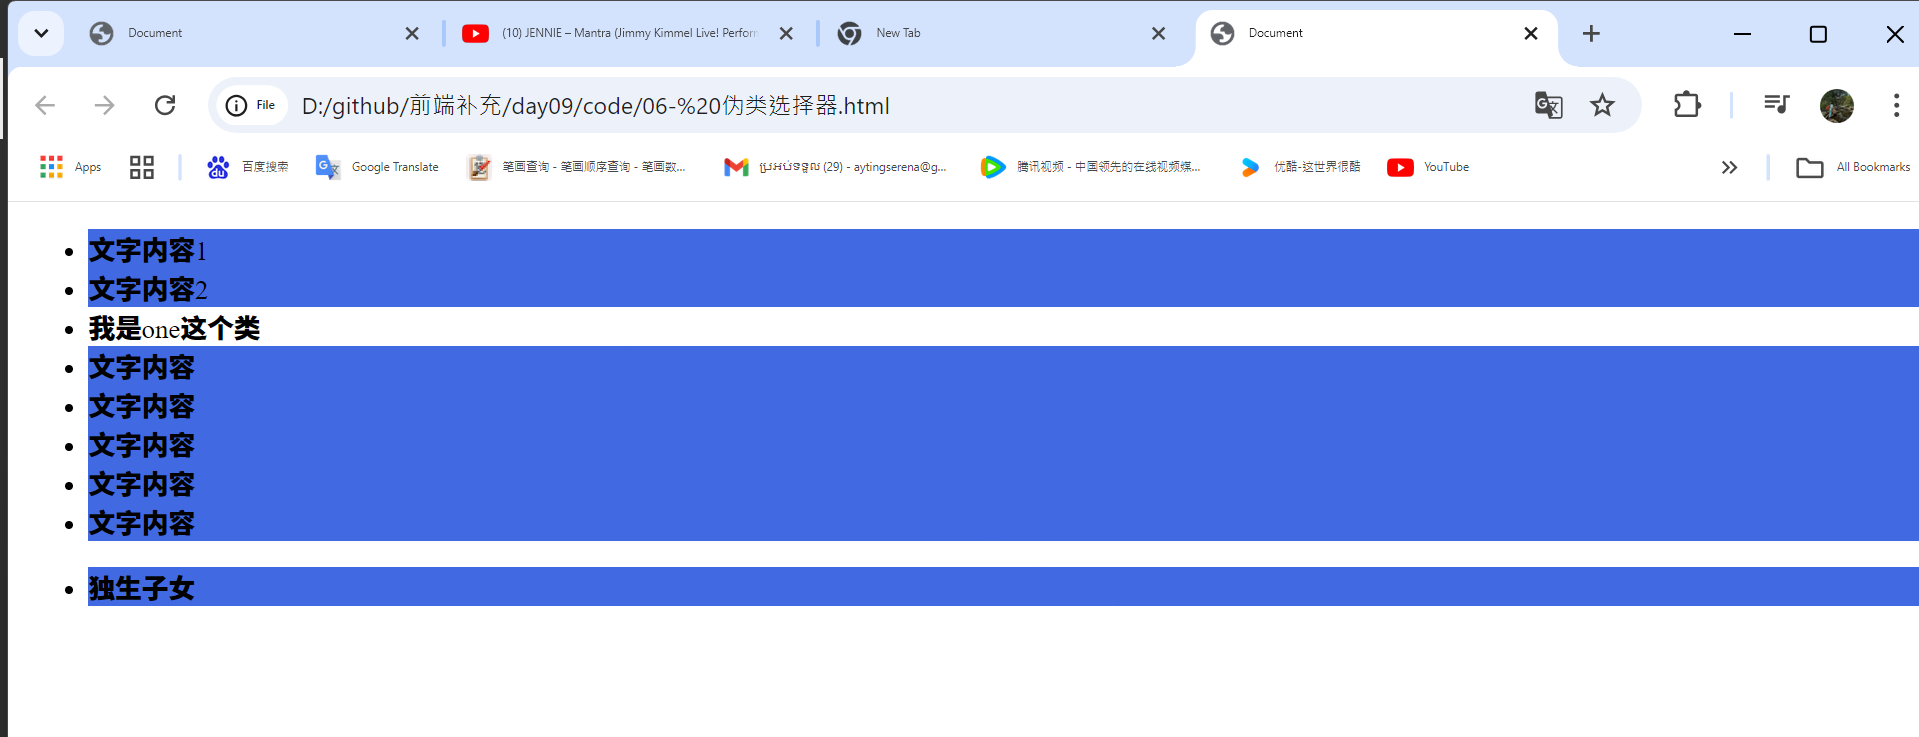 Document
(10) JENNIE – Mantra (Jimmy Kimmel Live! Perfor
New Tab
Document
File
D:/github/前端补充/day09/code/06-%20伪类选择器.html
Apps
百度搜索
Google Translate
笔画查询 - 笔画顺序查询 - 笔画数...
ប្រអប់ទទួល (29) - aytingserena@g...
腾讯视频 - 中国领先的在线视频媒...
优酷-这世界很酷
YouTube
All Bookmarks
文字内容1
文字内容2
我是one这个类
文字内容
文字内容
文字内容
文字内容
文字内容
独生子女